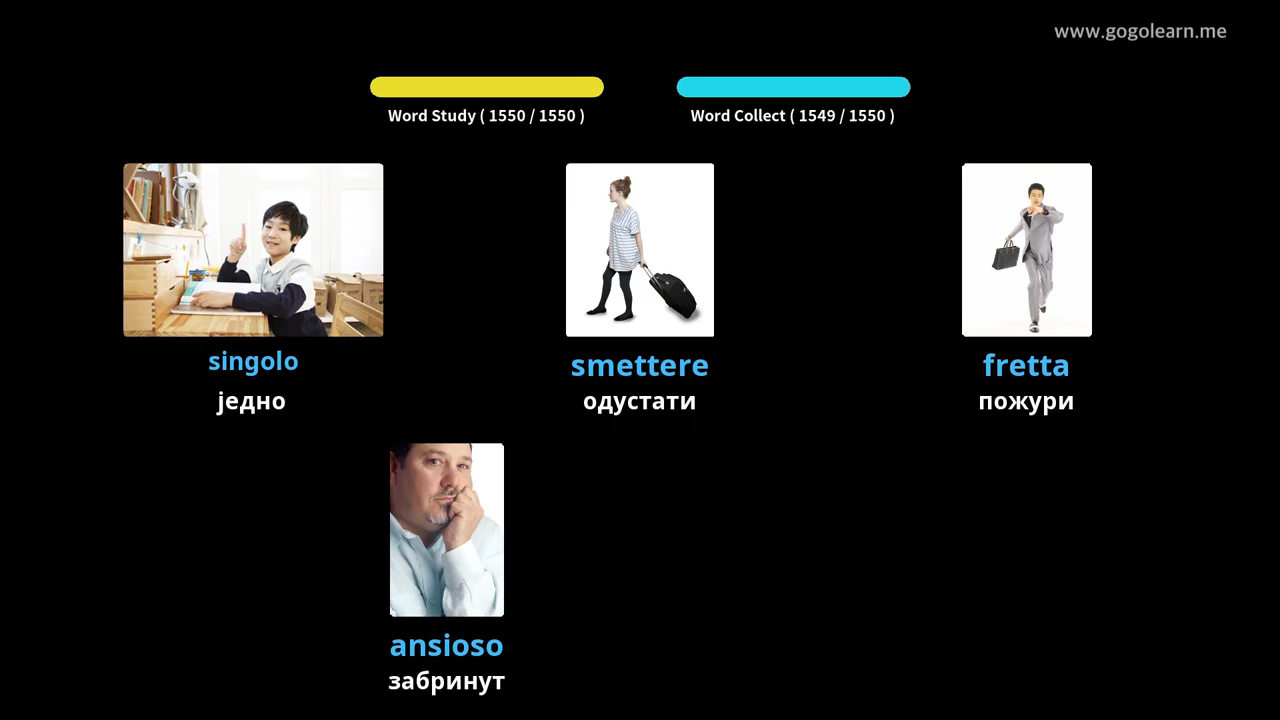 www.gogolearn.me
Word Study ( 1550 / 1550 )
Word Collect ( 1549 / 1550 )
singolo
једно
smettere
одустати
fretta
пожури
ansioso
забринут